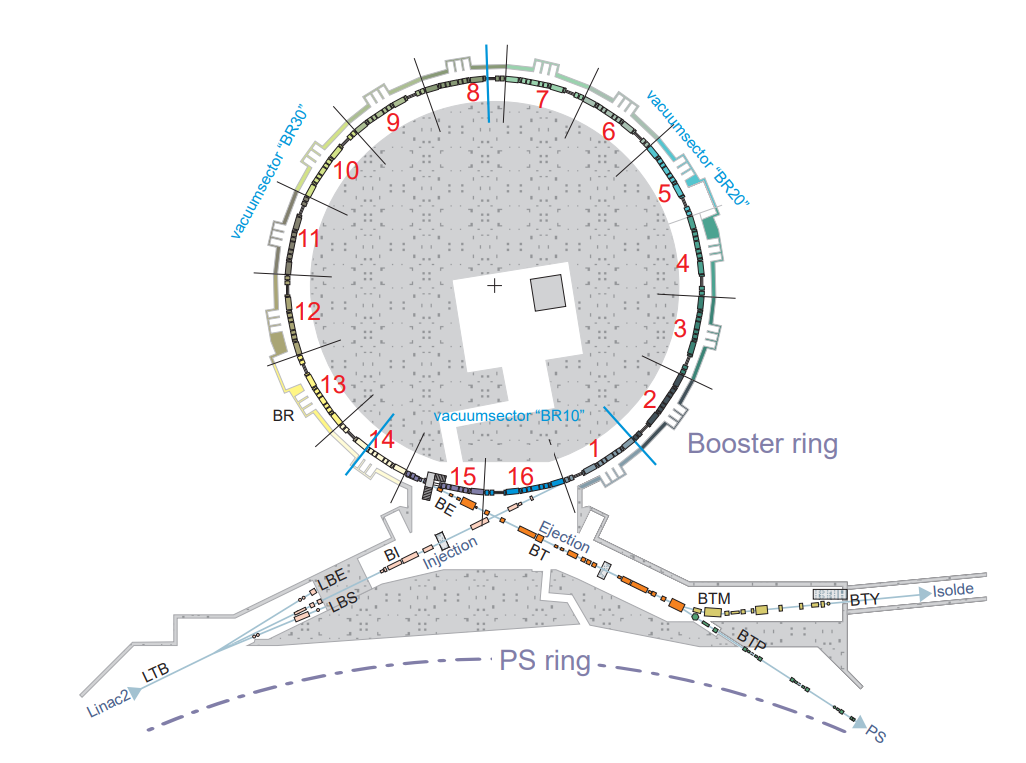 8
7
9
6
vacuumsector "BR30"
vacuumsector "BR20"
10
5
11
4
12
3
13
2
BR
vacuumsector "BR10"
14
1
Booster ring
15
16
BE
Ejection
BI
Injection
BT
LBE
LBS
BTM
BTY
Isolde
BTP
LTB
PS ring
Linac2
PS